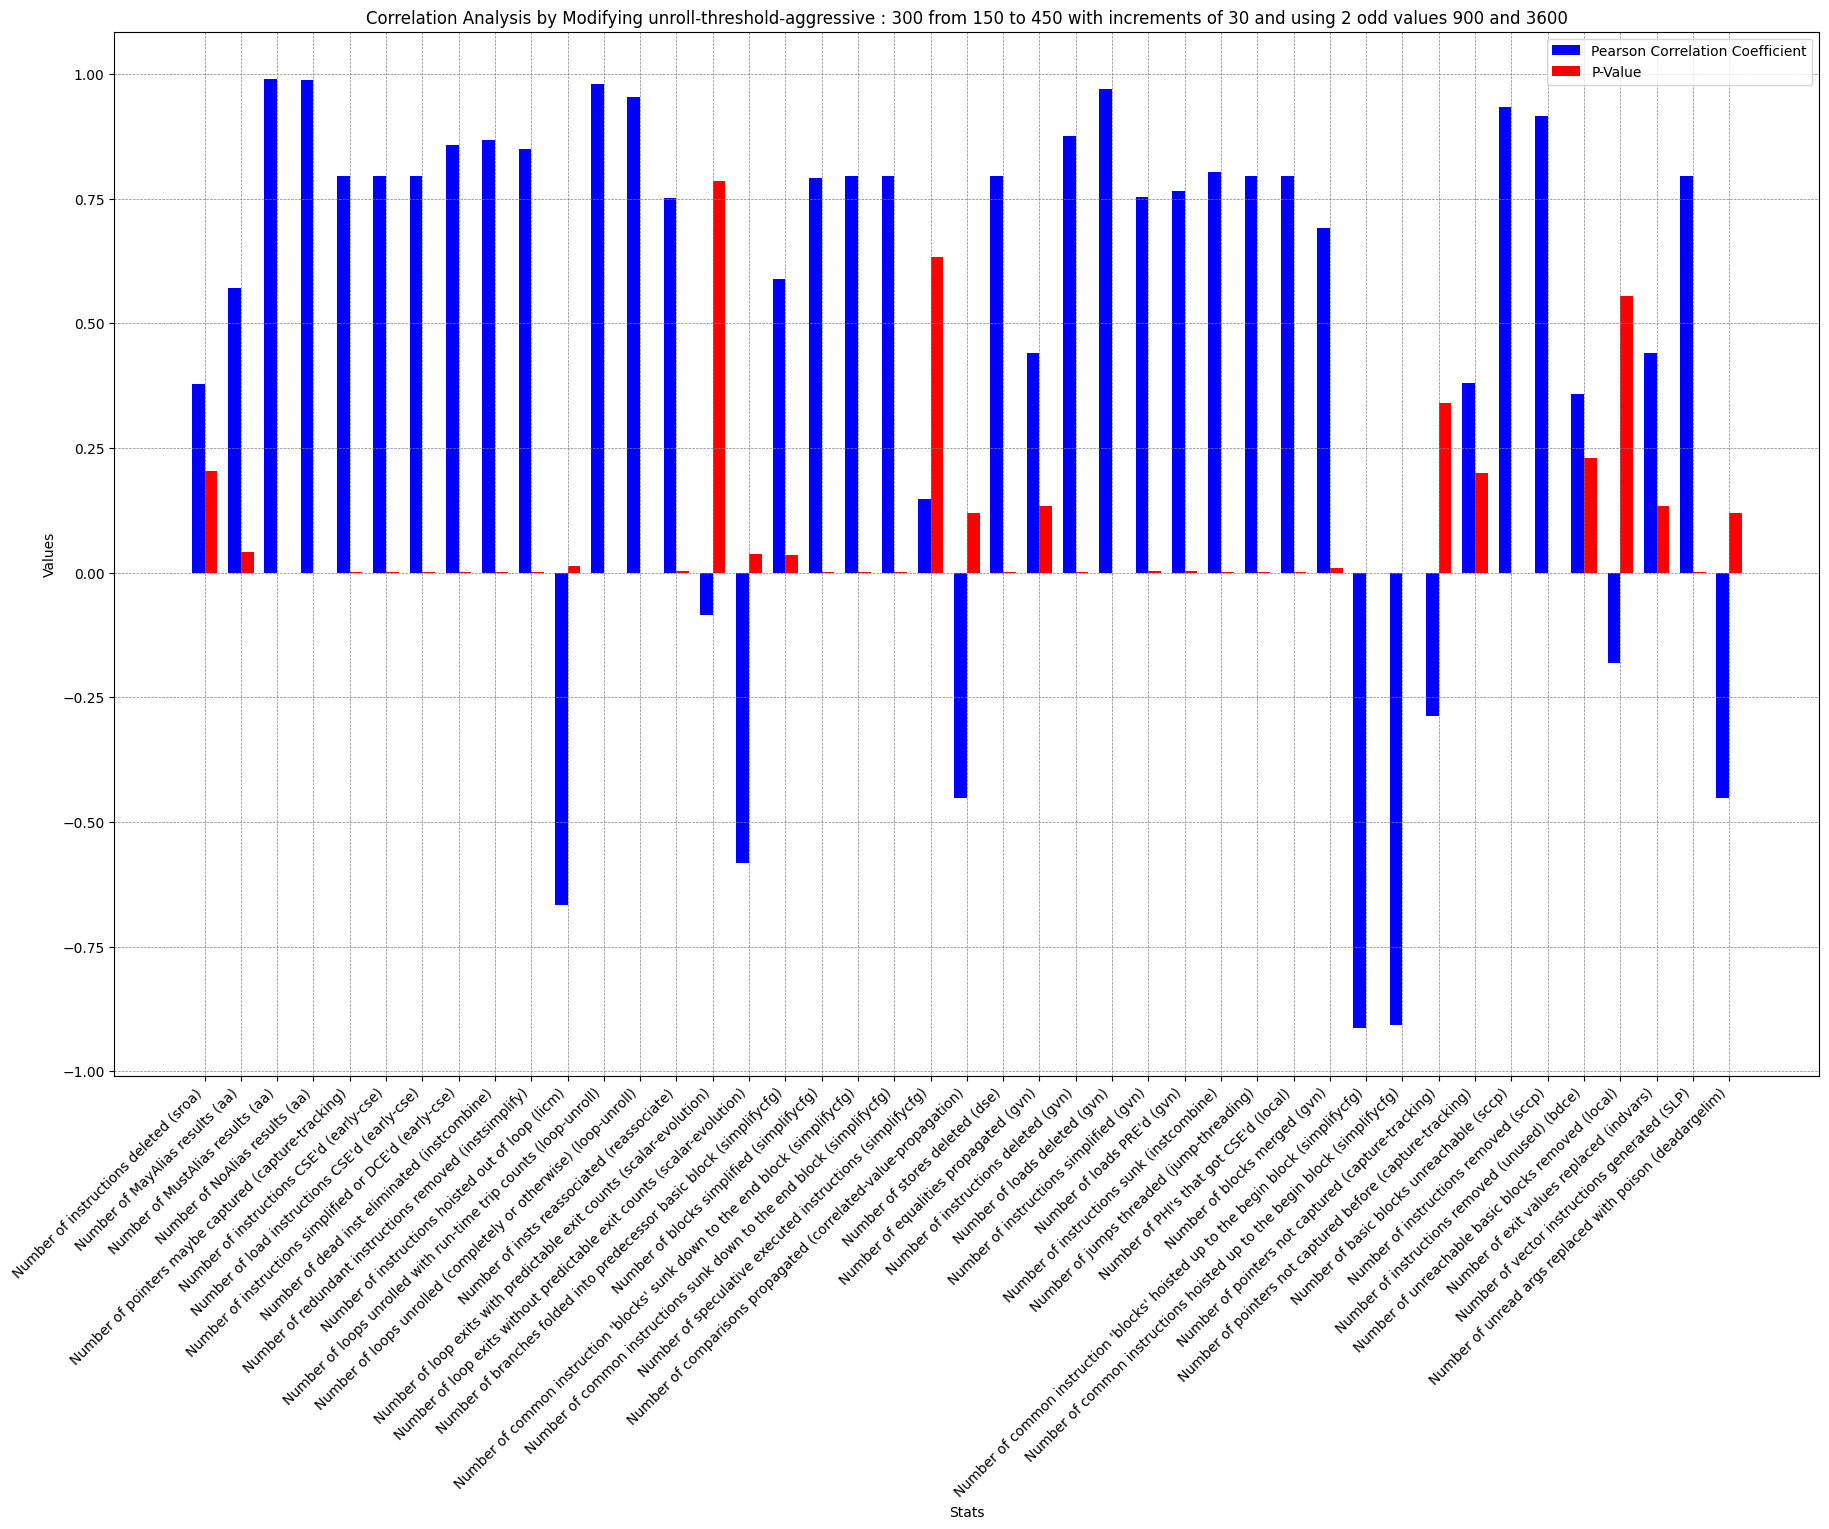 Correlation Analysis by Modifying unroll-threshold-aggressive : 300 from 150 to 450 with increments of 30 and using 2 odd values 900 and 3600
Pearson Correlation Coefficient
P-Value
Values
1.00
0.75
0.50
0.25
0.00
−0.25
−0.50
−0.75
−1.00
Number of instructions deleted (sroa)
Number of MayAlias results (aa)
Number of MustAlias results (aa)
Number of NoAlias results (aa)
Number of pointers maybe captured (capture-tracking)
Number of instructions CSE'd (early-cse)
Number of load instructions CSE'd (early-cse)
Number of instructions simplified or DCE'd (early-cse)
Number of dead inst eliminated (instcombine)
Number of redundant instructions removed (instsimplify)
Number of instructions hoisted out of loop (licm)
Number of loops unrolled with run-time trip counts (loop-unroll)
Number of loops unrolled (completely or otherwise) (loop-unroll)
Number of insts reassociated (reassociate)
Number of loop exits with predictable exit counts (scalar-evolution)
Number of loop exits without predictable exit counts (scalar-evolution)
Number of branches folded into predecessor basic block (simplifycfg)
Number of blocks simplified (simplifycfg)
Number of common instruction 'blocks' sunk down to the end block (simplifycfg)
Number of common instructions sunk down to the end block (simplifycfg)
Number of speculative executed instructions (simplifycfg)
Number of comparisons propagated (correlated-value-propagation)
Number of stores deleted (dse)
Number of equalities propagated (gvn)
Number of instructions deleted (gvn)
Number of loads deleted (gvn)
Number of instructions simplified (gvn)
Number of loads PRE'd (gvn)
Number of instructions sunk (instcombine)
Number of jumps threaded (jump-threading)
Number of PHI's that got CSE'd (local)
Number of blocks merged (gvn)
Number of common instruction 'blocks' hoisted up to the begin block (simplifycfg)
Number of common instructions hoisted up to the begin block (simplifycfg)
Number of pointers not captured (capture-tracking)
Number of pointers not captured before (capture-tracking)
Number of basic blocks unreachable (sccp)
Number of instructions removed (sccp)
Number of instructions removed (unused) (bdce)
Number of unreachable basic blocks removed (local)
Number of exit values replaced (indvars)
Number of vector instructions generated (SLP)
Number of unread args replaced with poison (deadargelim)
Stats